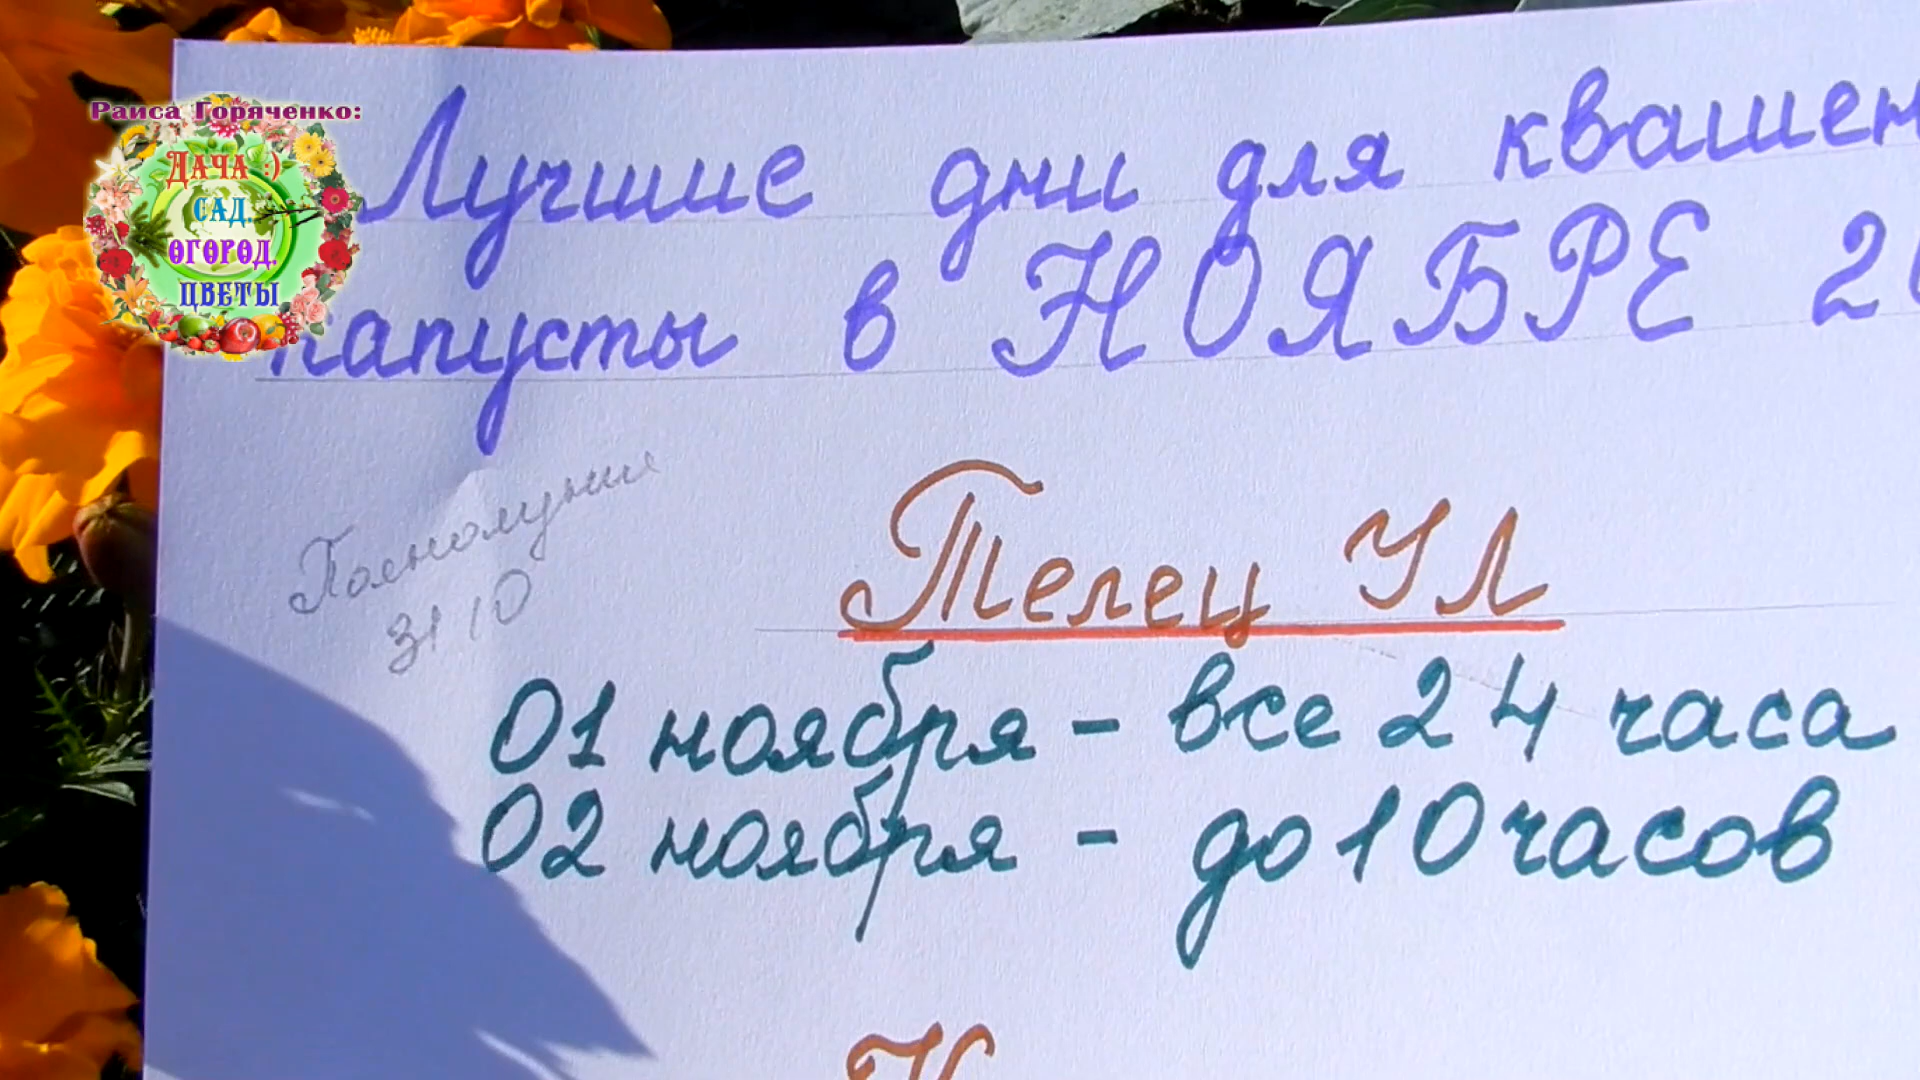 Раиса Горяченко:
Дача :)
САД.
ОГОРОД.
ЦВЕТЫ
Лучшие дни для квашен
капусты в НОЯБРЕ 20
Полнолуние
31 10
Телец УЛ
01 ноября - все 24 часа
02 ноября - до 10 часов